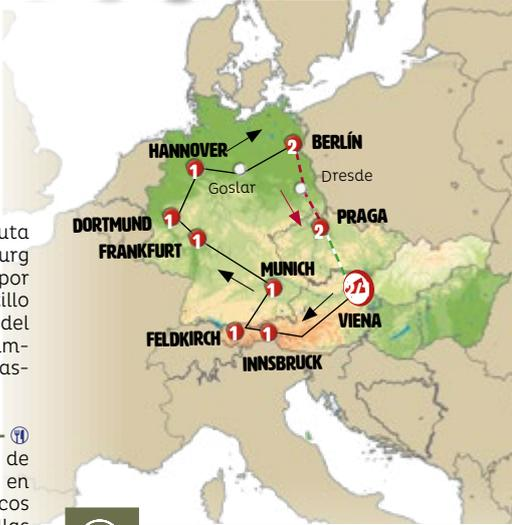 HANNOVER
1
2
BERLÍN
Goslar
Dresde
DORTMUND
1
PRAGA
2
FRANKFURT
1
MUNICH
1
VIENA
FELDKIRCH
1
1
INNSBRUCK
uta
urg
por
illo
del
am-
as-
de
en
cos